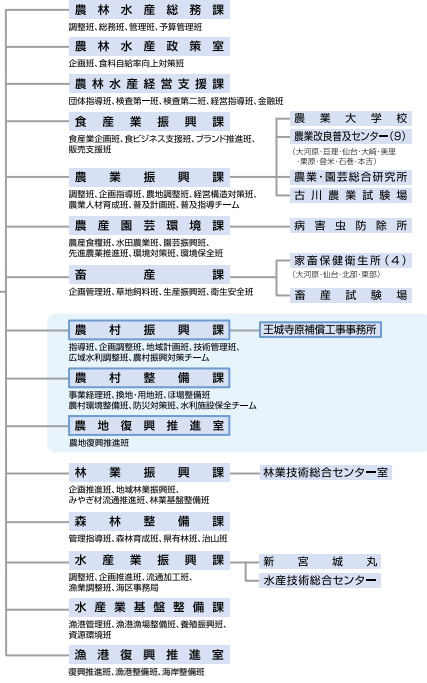 農林水産総務課
調整班、総務班、管理班、予算管理班
農林水産政策室
企画班、食料自給率向上対策班
農林水産経営支援課
団体指導班、検査第一班、検査第二班、経営指導班、金融班
食産業振興課
食産業企画班、食ビジネス支援班、ブランド推進班、
販売支援班
農業大学校
農業改良普及センター(9)
(大河原・亘理・仙台・大崎・美里
・栗原・登米・石巻・本吉)
農業振興課
農業・園芸総合研究所
調整班、企画指導班、農地調整班、経営構造対策班、
農業人材育成班、普及計画班、普及指導チーム
古川農業試験場
農産園芸環境課
病害虫防除所
農産食糧班、水田農業班、園芸振興班、
先進農業推進班、環境対策班、環境保全班
畜産課
家畜保健衛生所(4)
(大河原・仙台・北部・東部)
企画管理班、草地飼料班、生産振興班、衛生安全班
畜産試験場
農村振興課
王城寺原補償工事事務所
指導班、企画調整班、地域計画班、技術管理班、
広域水利調整班、農村振興対策チーム
農村整備課
事業経理班、換地・用地班、ほ場整備班
農村環境整備班、防災対策班、水利施設保全チーム
農地復興推進室
農地復興推進班
林業振興課
林業技術総合センター室
企画推進班、地域林業振興班、
みやぎ材流通推進班、林業基盤整備班
森林整備課
管理指導班、森林育成班、県有林班、治山班
水産業振興課
新宮城丸
調整班、企画推進班、流通加工班、
漁業調整班、海区事務局
水産技術総合センター
水産業基盤整備課
漁港管理班、漁港漁場整備班、養殖振興班、
資源環境班
漁港復興推進室
復興推進班、漁港整備班、海岸整備班